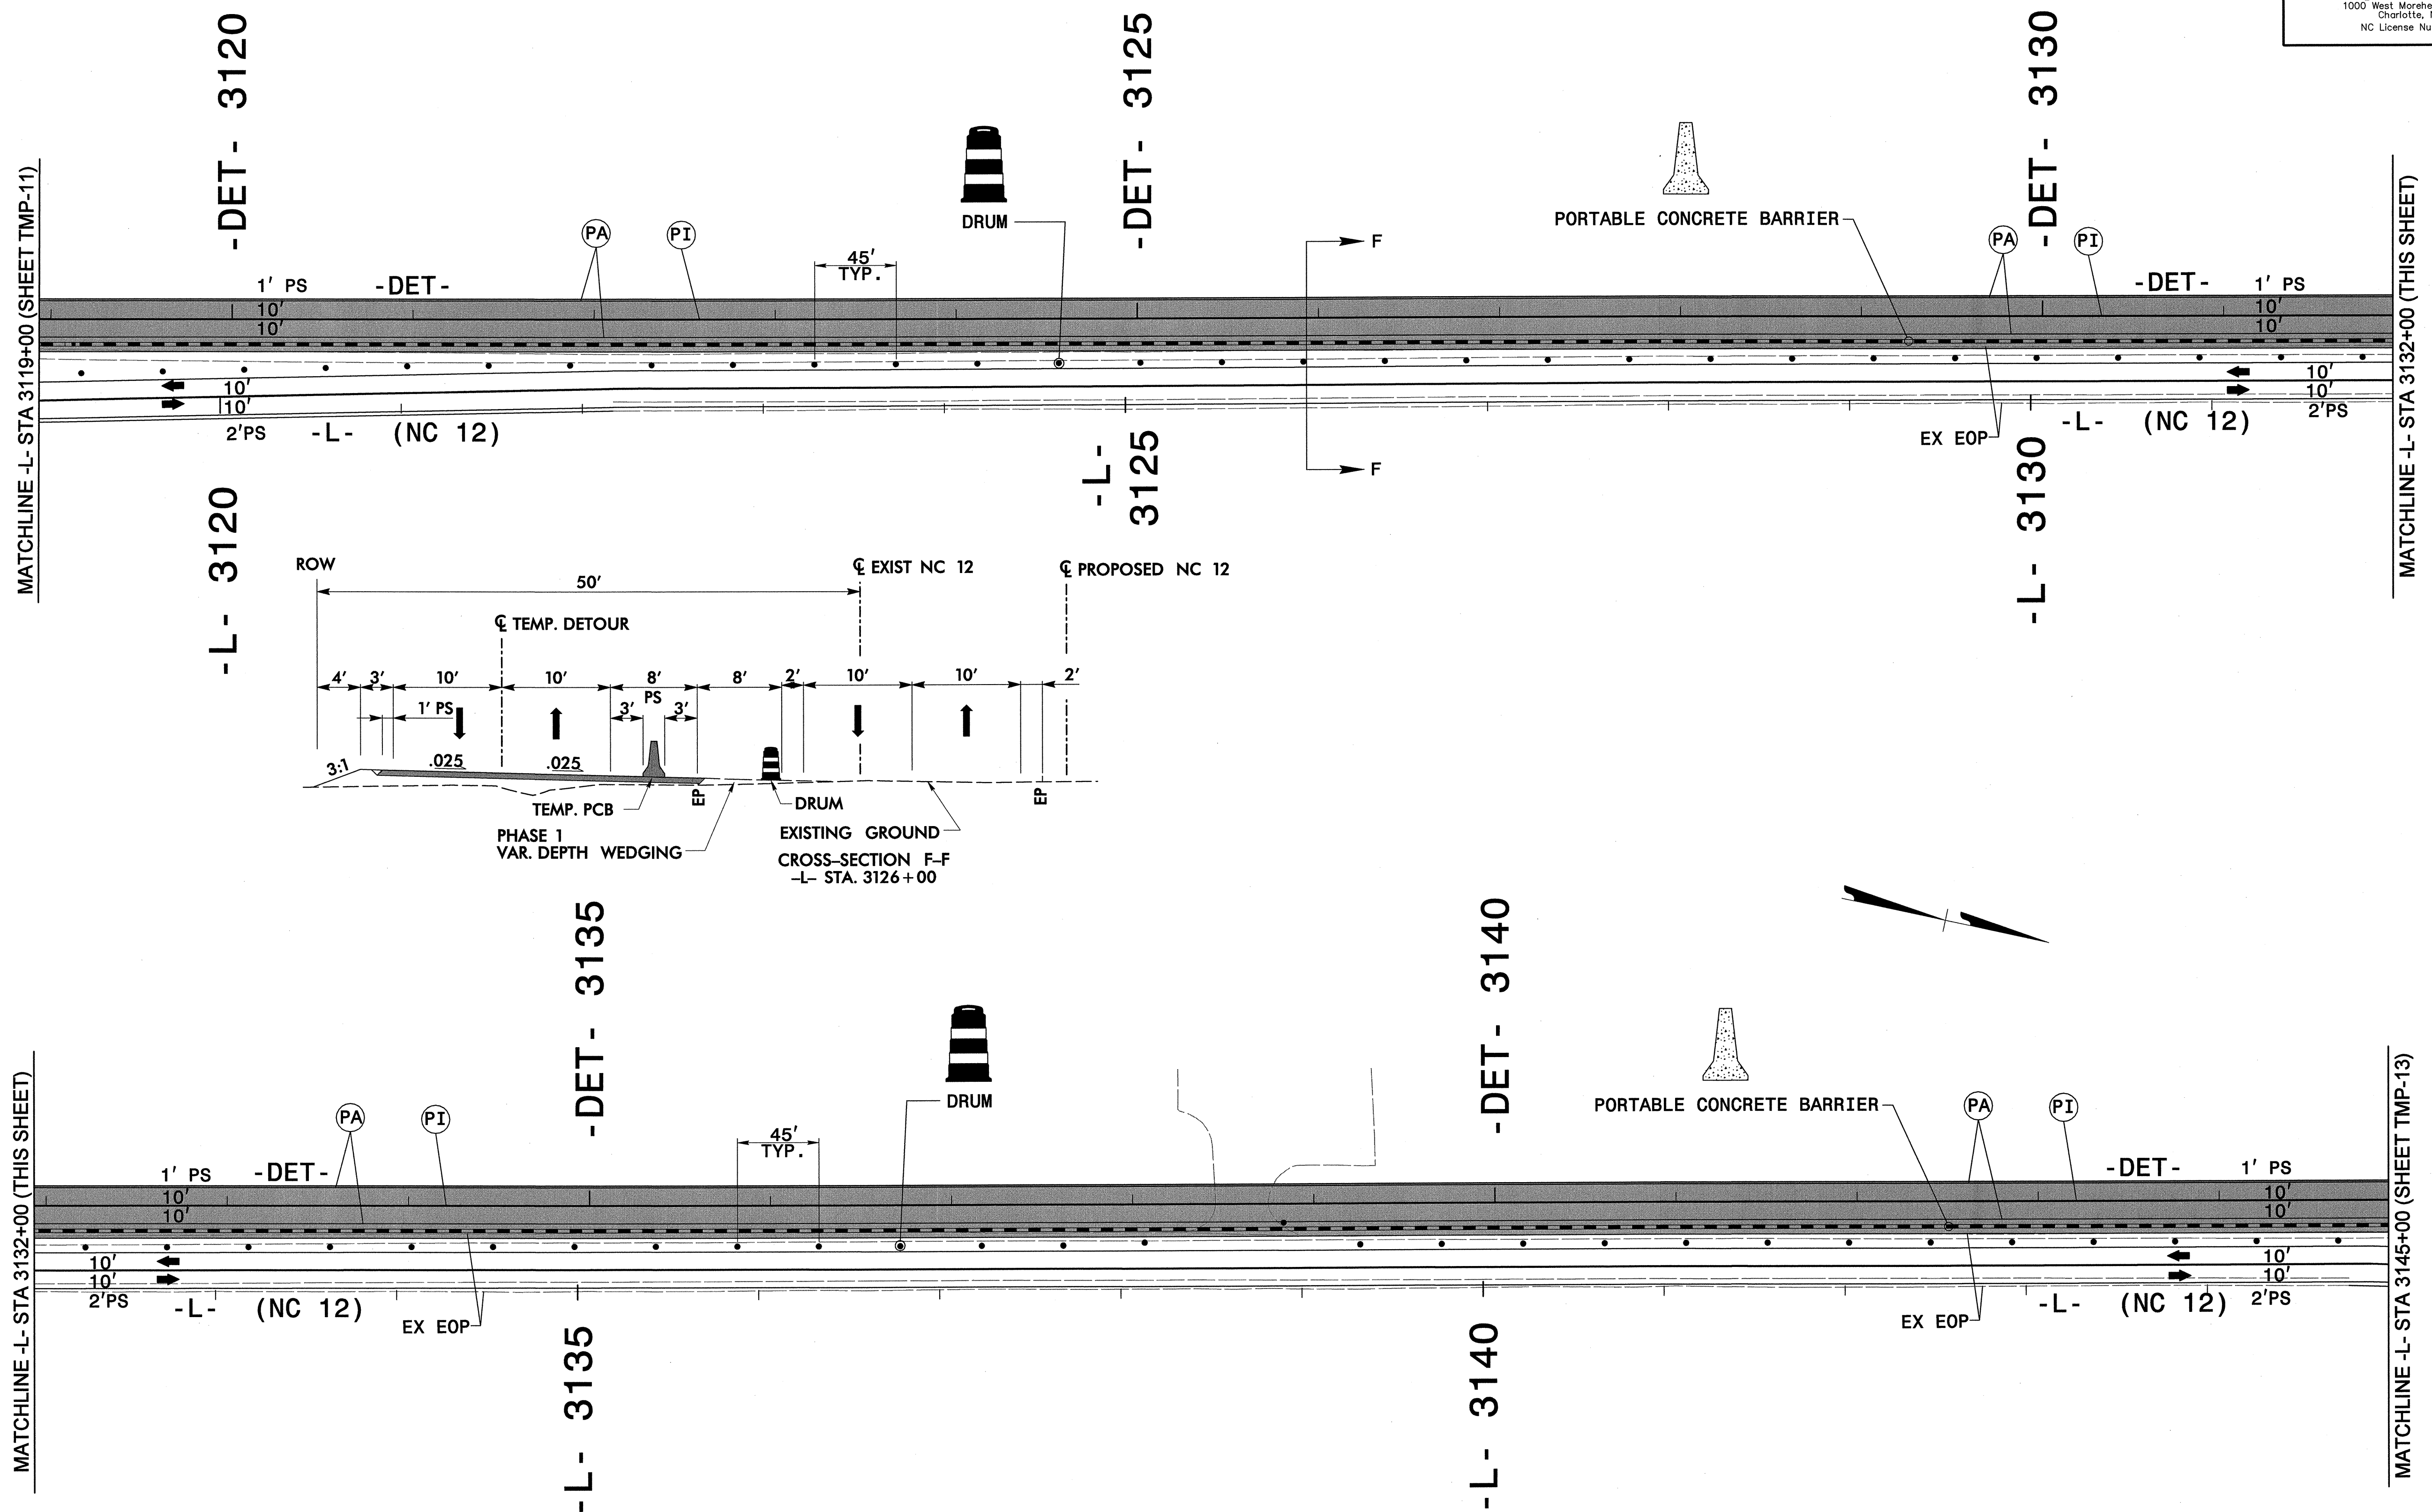 1000 West Morehe
Charlotte, N
NC License Nu
-DET- 3120
-DET- 3125
-DET- 3130
MATCHLINE -L- STA 3119+00 (SHEET TMP-11)
DRUM
PORTABLE CONCRETE BARRIER
PA
PI
45'
TYP.
F
PA
PI
1' PS
-DET-
-DET-
1' PS
10'
10'
10'
10'
10'
10'
10'
10'
2'PS
-L- (NC 12)
2'PS
-L- (NC 12)
EX EOP
F
MATCHLINE -L- STA 3132+00 (THIS SHEET)
-L- 3120
-L-
3125
-L- 3130
ROW
50'
℄ EXIST NC 12
℄ PROPOSED NC 12
℄ TEMP. DETOUR
4'
3'
10'
10'
8'
PS
8'
2'
10'
10'
2'
1' PS
3'
3'
3:1
.025
.025
EP
EP
TEMP. PCB
DRUM
PHASE 1
VAR. DEPTH WEDGING
EXISTING GROUND
CROSS-SECTION F-F
-L- STA. 3126+00
-DET- 3135
-DET- 3140
MATCHLINE -L- STA 3132+00 (THIS SHEET)
DRUM
PORTABLE CONCRETE BARRIER
PA
PI
45'
TYP.
PA
PI
1' PS
-DET-
-DET-
1' PS
10'
10'
10'
10'
10'
10'
10'
10'
2'PS
-L- (NC 12)
EX EOP
EX EOP
-L- (NC 12)
2'PS
MATCHLINE -L- STA 3145+00 (SHEET TMP-13)
-L- 3135
-L- 3140